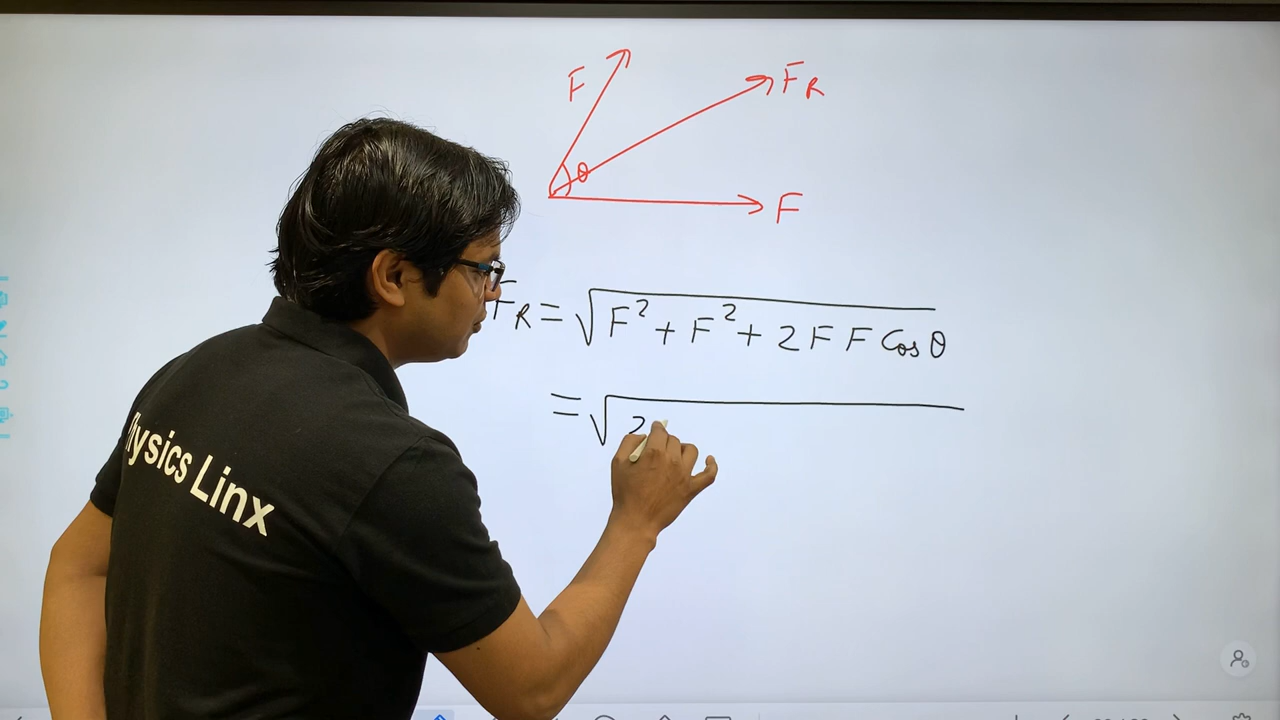 F
F_R
θ
F
F_R = √(F² + F² + 2 F F Cos θ)
= √ 2
Physics Linx